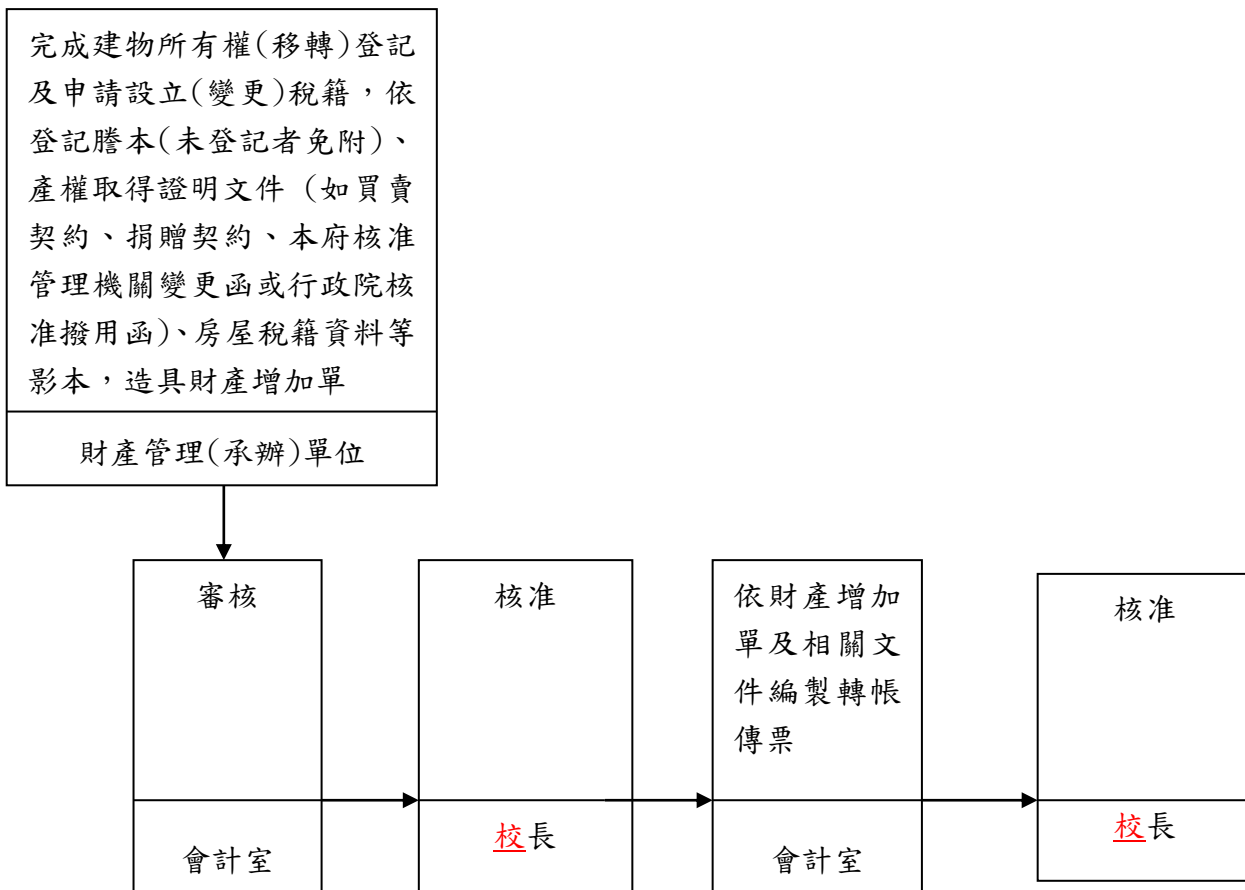 完成建物所有權(移轉)登記
及申請設立(變更)稅籍，依
登記謄本(未登記者免附)、
產權取得證明文件 (如買賣
契約、捐贈契約、本府核准
管理機關變更函或行政院核
准撥用函)、房屋稅籍資料等
影本，造具財產增加單
財產管理(承辦)單位
審核
會計室
核准
校長
依財產增加
單及相關文
件編製轉帳
傳票
會計室
核准
校長